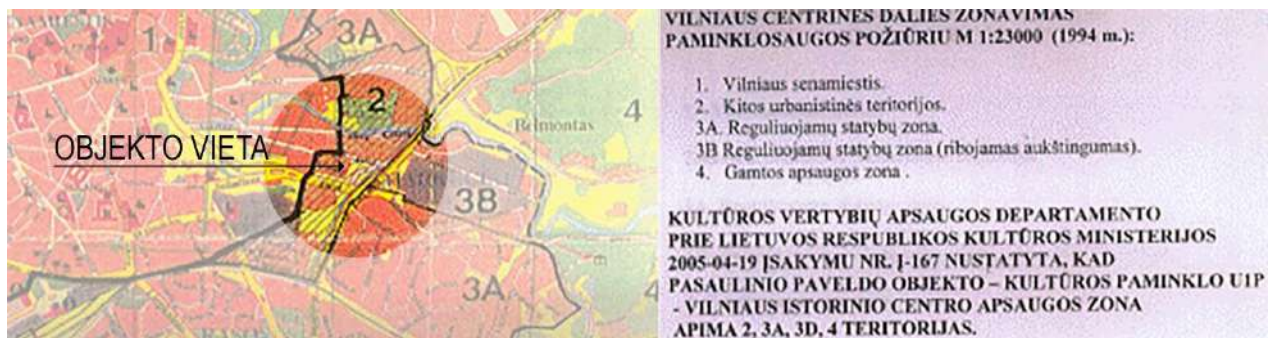 1
3A
2
OBJEKTO VIETA
Belmontas
4
3B
3A
4
VILNIAUS CENTRINĖS DALIES ZONAVIMAS
PAMINKLOSAUGOS POŽIŪRIU M 1:23000 (1994 m.):
1. Vilniaus senamiestis.
2. Kitos urbanistinės teritorijos.
3A. Reguliuojamų statybų zona.
3B Reguliuojamų statybų zona (ribojamas aukštingumas).
4. Gamtos apsaugos zona .
KULTŪROS VERTYBIŲ APSAUGOS DEPARTAMENTO
PRIE LIETUVOS RESPUBLIKOS KULTŪROS MINISTERIJOS
2005-04-19 ĮSAKYMU NR. Į-167 NUSTATYTA, KAD
PASAULINIO PAVELDO OBJEKTO – KULTŪROS PAMINKLO U1P
- VILNIAUS ISTORINIO CENTRO APSAUGOS ZONA
APIMA 2, 3A, 3D, 4 TERITORIJAS.